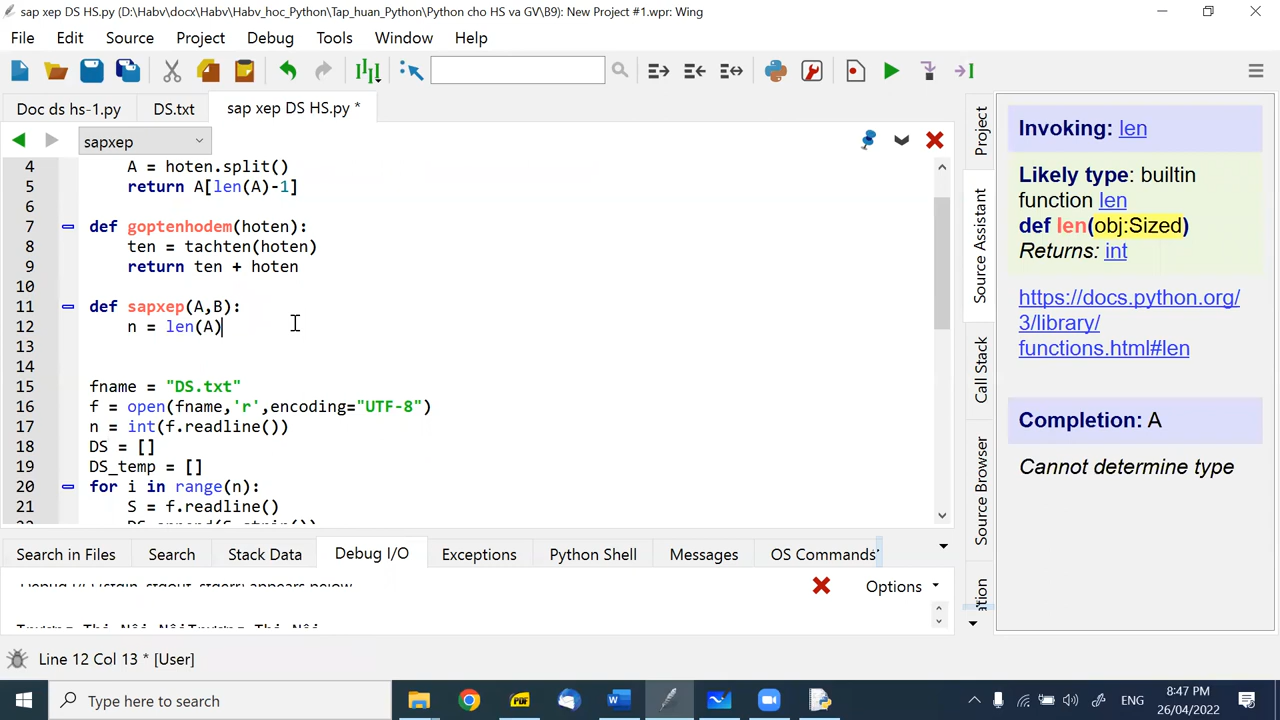 sap xep DS HS.py (D:\Habv\docx\Habv\Habv_hoc_Python\Tap_huan_Python\Python cho HS va GV\B9): New Project #1.wpr: Wing
File Edit Source Project Debug Tools Window Help
Doc ds hs-1.py DS.txt sap xep DS HS.py *
sapxep
4 A = hoten.split()
5 return A[len(A)-1]
6
7 def goptenhodem(hoten):
8 ten = tachten(hoten)
9 return ten + hoten
10
11 def sapxep(A,B):
12 n = len(A)
13
14
15 fname = "DS.txt"
16 f = open(fname,'r',encoding="UTF-8")
17 n = int(f.readline())
18 DS = []
19 DS_temp = []
20 for i in range(n):
21 S = f.readline()
Project
Source Assistant
Call Stack
Source Browser
Invoking: len
Likely type: builtin
function len
def len(obj:Sized)
Returns: int
https://docs.python.org/
3/library/
functions.html#len
Completion: A
Cannot determine type
Search in Files Search Stack Data Debug I/O Exceptions Python Shell Messages OS Commands
Options
Line 12 Col 13 * [User]
Type here to search
PDF
W
ENG
8:47 PM
26/04/2022